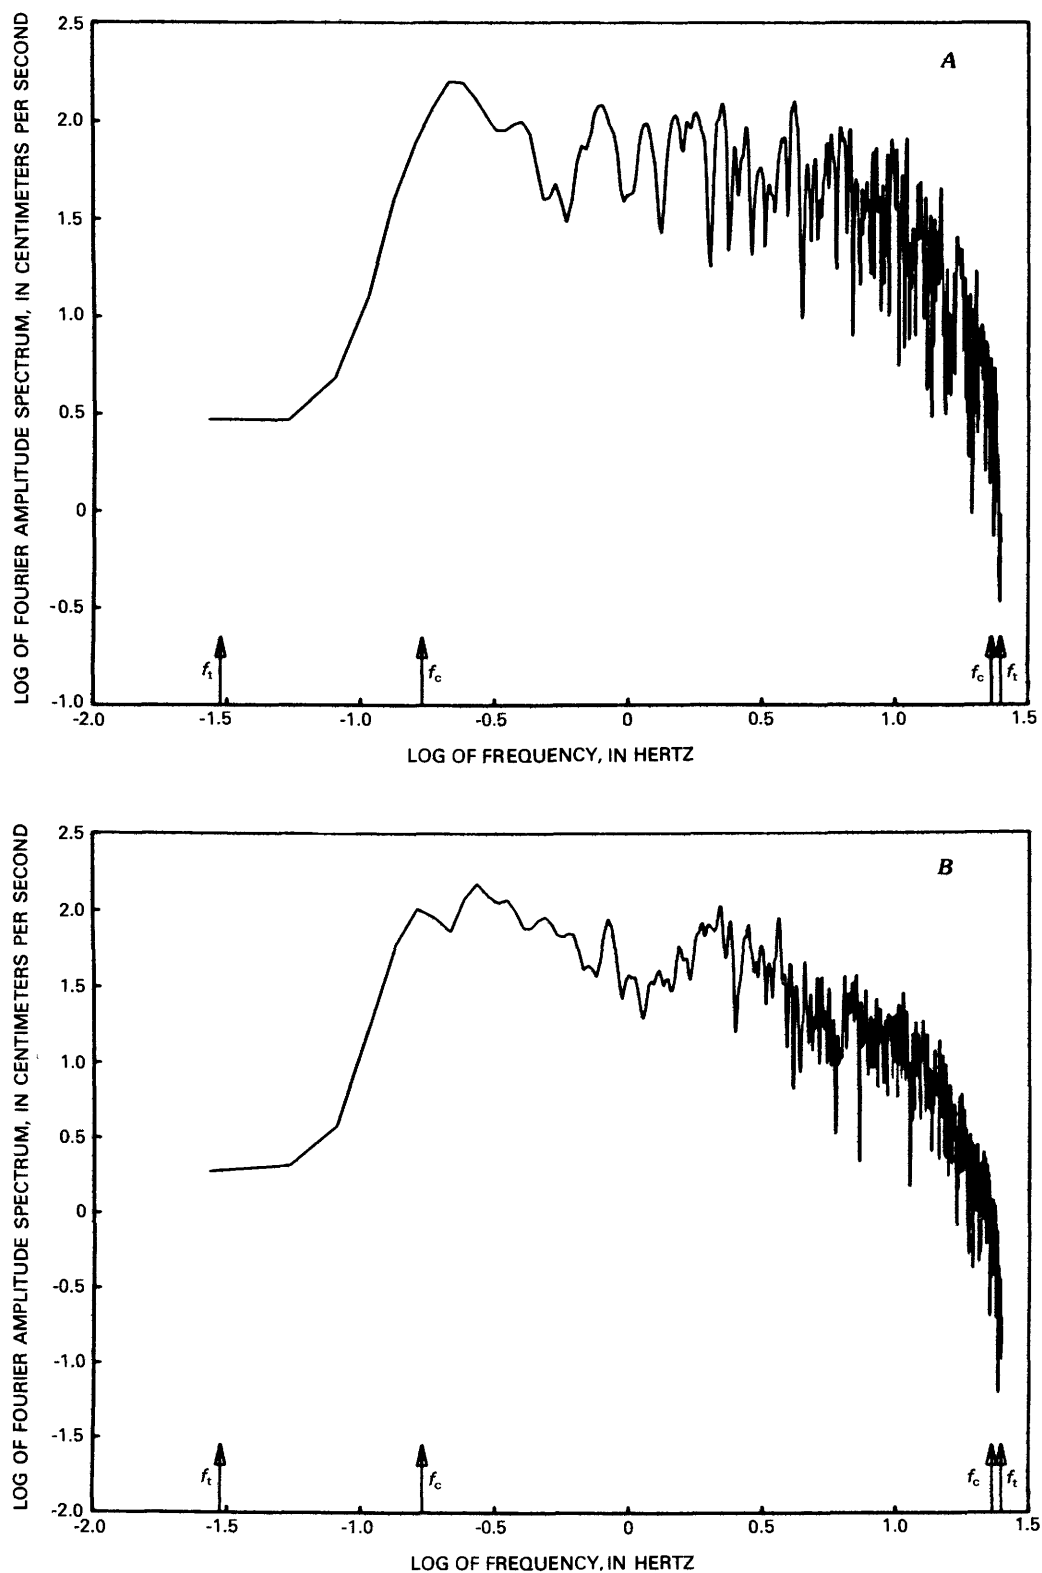 LOG OF FOURIER AMPLITUDE SPECTRUM, IN CENTIMETERS PER SECOND
2.5
A
2.0
1.5
1.0
0.5
0
-0.5
-1.0
ft
fc
fc
ft
-2.0 -1.5 -1.0 -0.5 0 0.5 1.0 1.5
LOG OF FREQUENCY, IN HERTZ
LOG OF FOURIER AMPLITUDE SPECTRUM, IN CENTIMETERS PER SECOND
2.5
B
2.0
1.5
1.0
0.5
0
-0.5
-1.0
-1.5
-2.0
ft
fc
fc
ft
-2.0 -1.5 -1.0 -0.5 0 0.5 1.0 1.5
LOG OF FREQUENCY, IN HERTZ